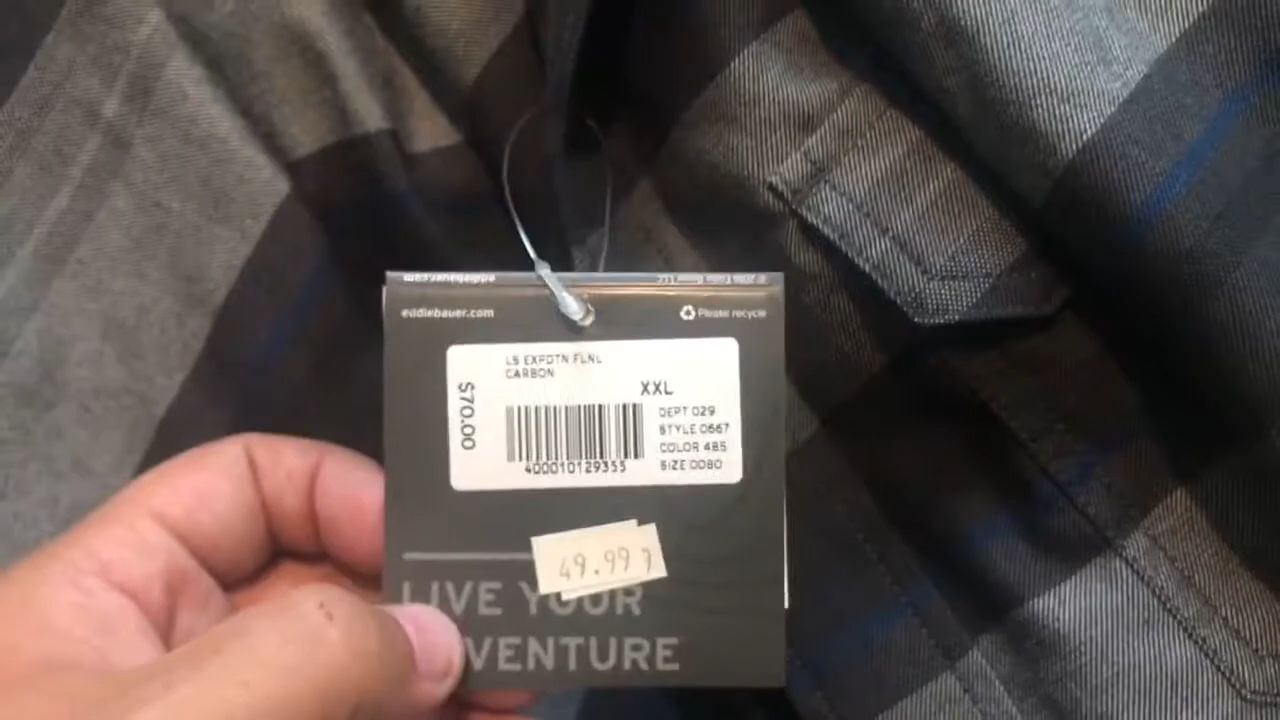 eddiebauer.com
Please recycle
LS EXPDTN FLNL
CARBON
XXL
$70.00
DEPT 029
STYLE 0667
COLOR 485
SIZE 0080
400010129355
49.99
LIVE YOUR
VENTURE